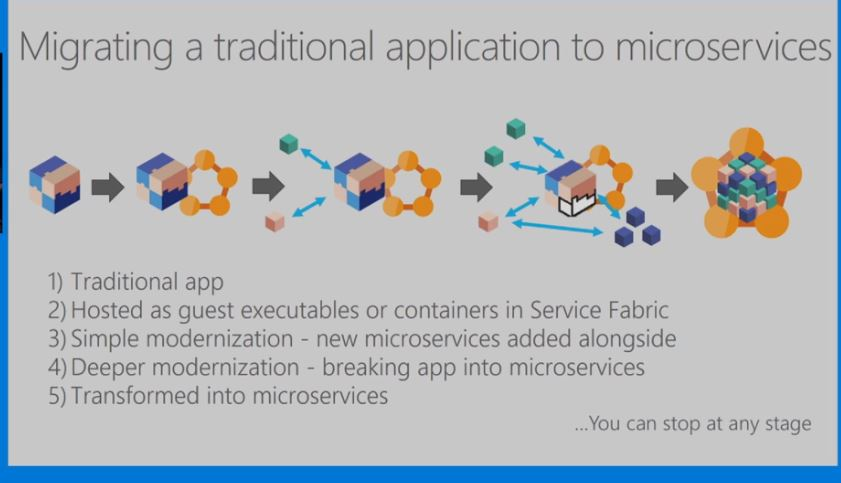 Migrating a traditional application to microservices
1) Traditional app
2) Hosted as guest executables or containers in Service Fabric
3) Simple modernization - new microservices added alongside
4) Deeper modernization - breaking app into microservices
5) Transformed into microservices
...You can stop at any stage